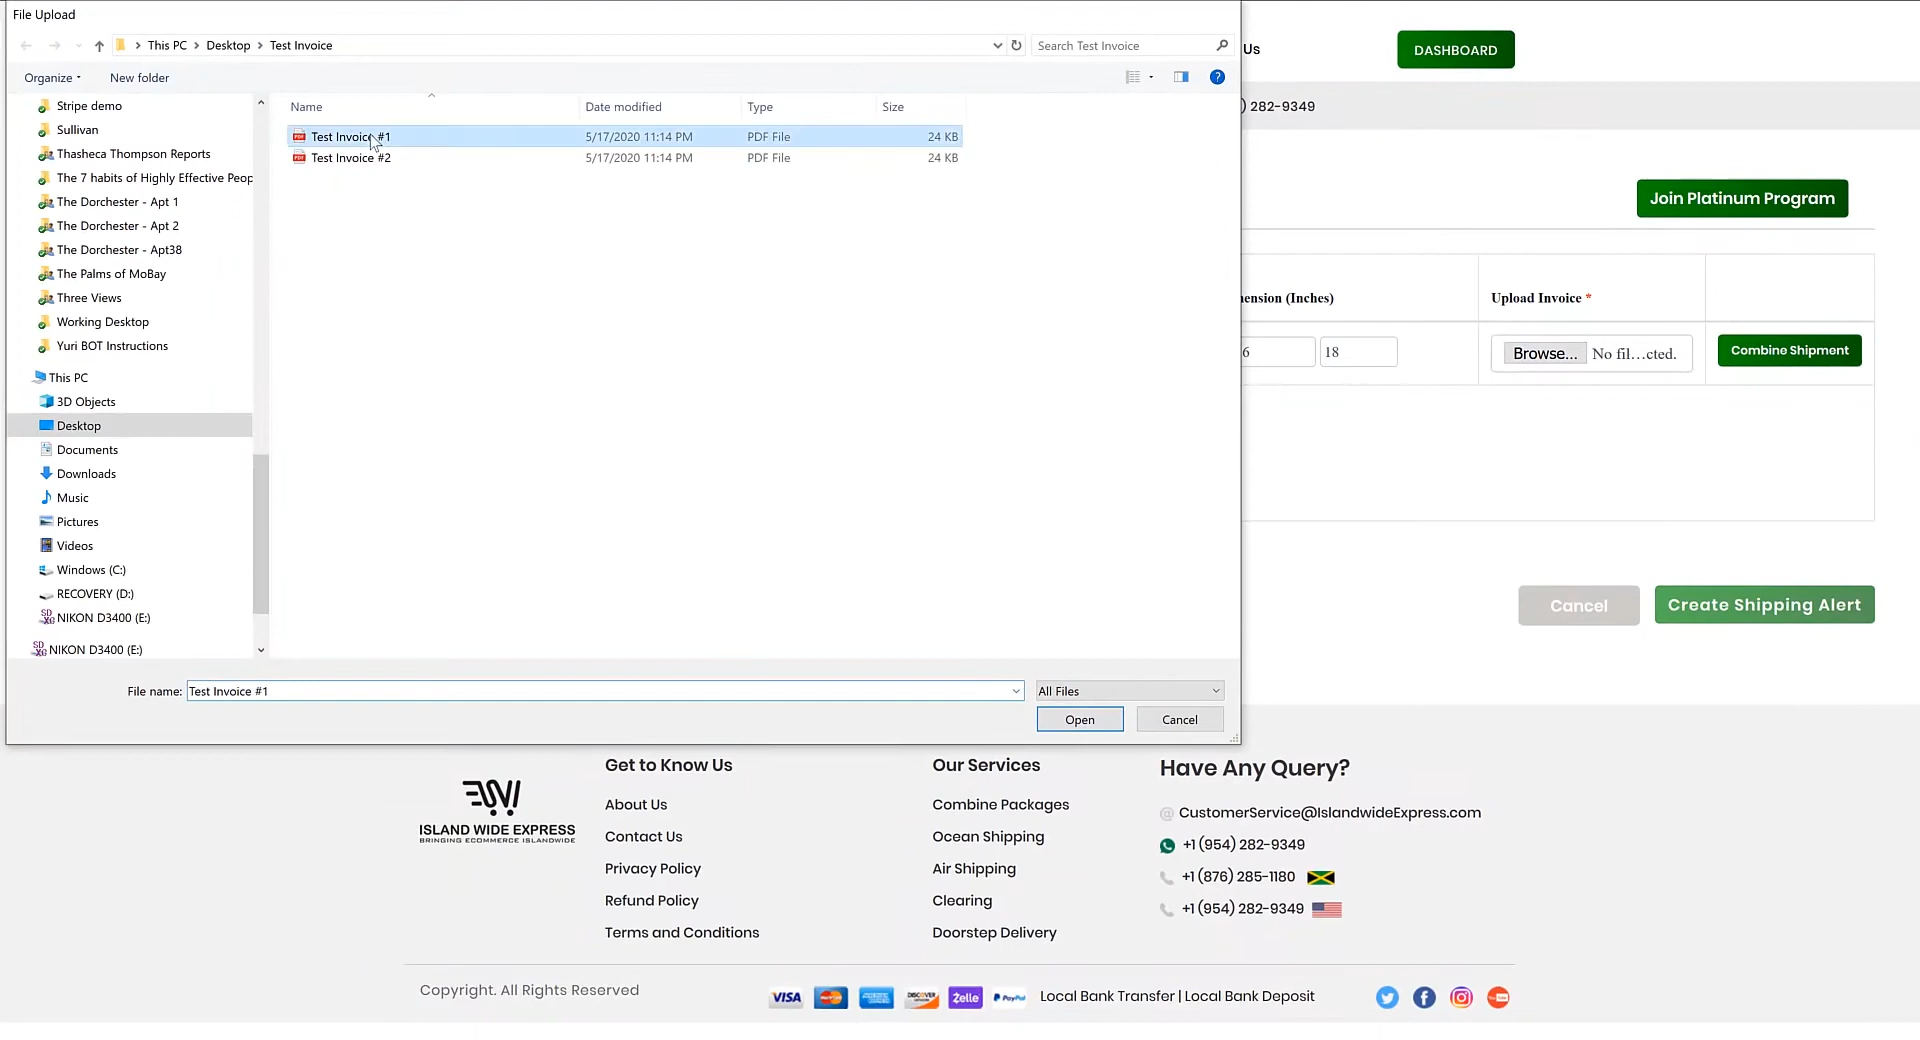 File Upload
This PC > Desktop > Test Invoice
Search Test Invoice
Us
DASHBOARD
Organize
New folder
Stripe demo
Sullivan
Thasheca Thompson Reports
The 7 habits of Highly Effective Peop
The Dorchester - Apt 1
The Dorchester - Apt 2
The Dorchester - Apt38
The Palms of MoBay
Three Views
Working Desktop
Yuri BOT Instructions
This PC
3D Objects
Desktop
Documents
Downloads
Music
Pictures
Videos
Windows (C:)
RECOVERY (D:)
NIKON D3400 (E:)
NIKON D3400 (E:)
Name Date modified Type Size
Test Invoice #1 5/17/2020 11:14 PM PDF File 24 KB
Test Invoice #2 5/17/2020 11:14 PM PDF File 24 KB
File name: Test Invoice #1
All Files
Open Cancel
) 282-9349
Join Platinum Program
ension (Inches) Upload Invoice *
6 18 Browse... No fil...cted. Combine Shipment
Cancel Create Shipping Alert
ISLAND WIDE EXPRESS
BRINGING ECOMMERCE ISLANDWIDE
Get to Know Us
About Us
Contact Us
Privacy Policy
Refund Policy
Terms and Conditions
Our Services
Combine Packages
Ocean Shipping
Air Shipping
Clearing
Doorstep Delivery
Have Any Query?
CustomerService@IslandwideExpress.com
+1 (954) 282-9349
+1 (876) 285-1180
+1 (954) 282-9349
Copyright. All Rights Reserved
VISA
DISCOVER
Zelle
PayPal
Local Bank Transfer | Local Bank Deposit